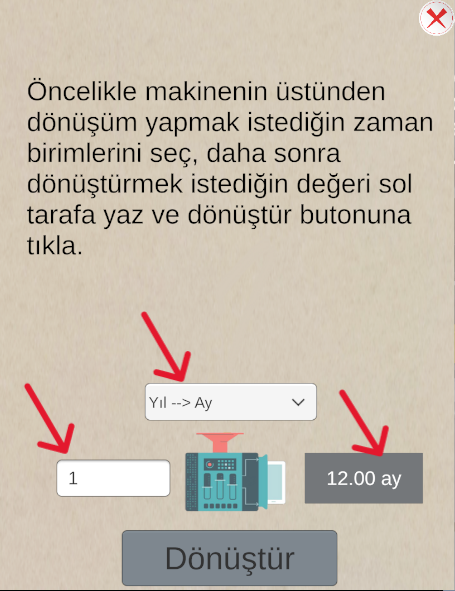 Öncelikle makinenin üstünden
dönüşüm yapmak istediğin zaman
birimlerini seç, daha sonra
dönüştürmek istediğin değeri sol
tarafa yaz ve dönüştür butonuna
tıkla.
Yıl --> Ay
1
12.00 ay
Dönüştür